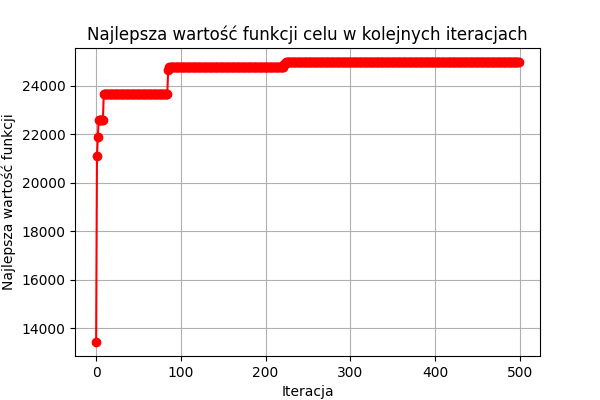 Najlepsza wartość funkcji celu w kolejnych iteracjach
Najlepsza wartość funkcji
24000
22000
20000
18000
16000
14000
0 100 200 300 400 500
Iteracja